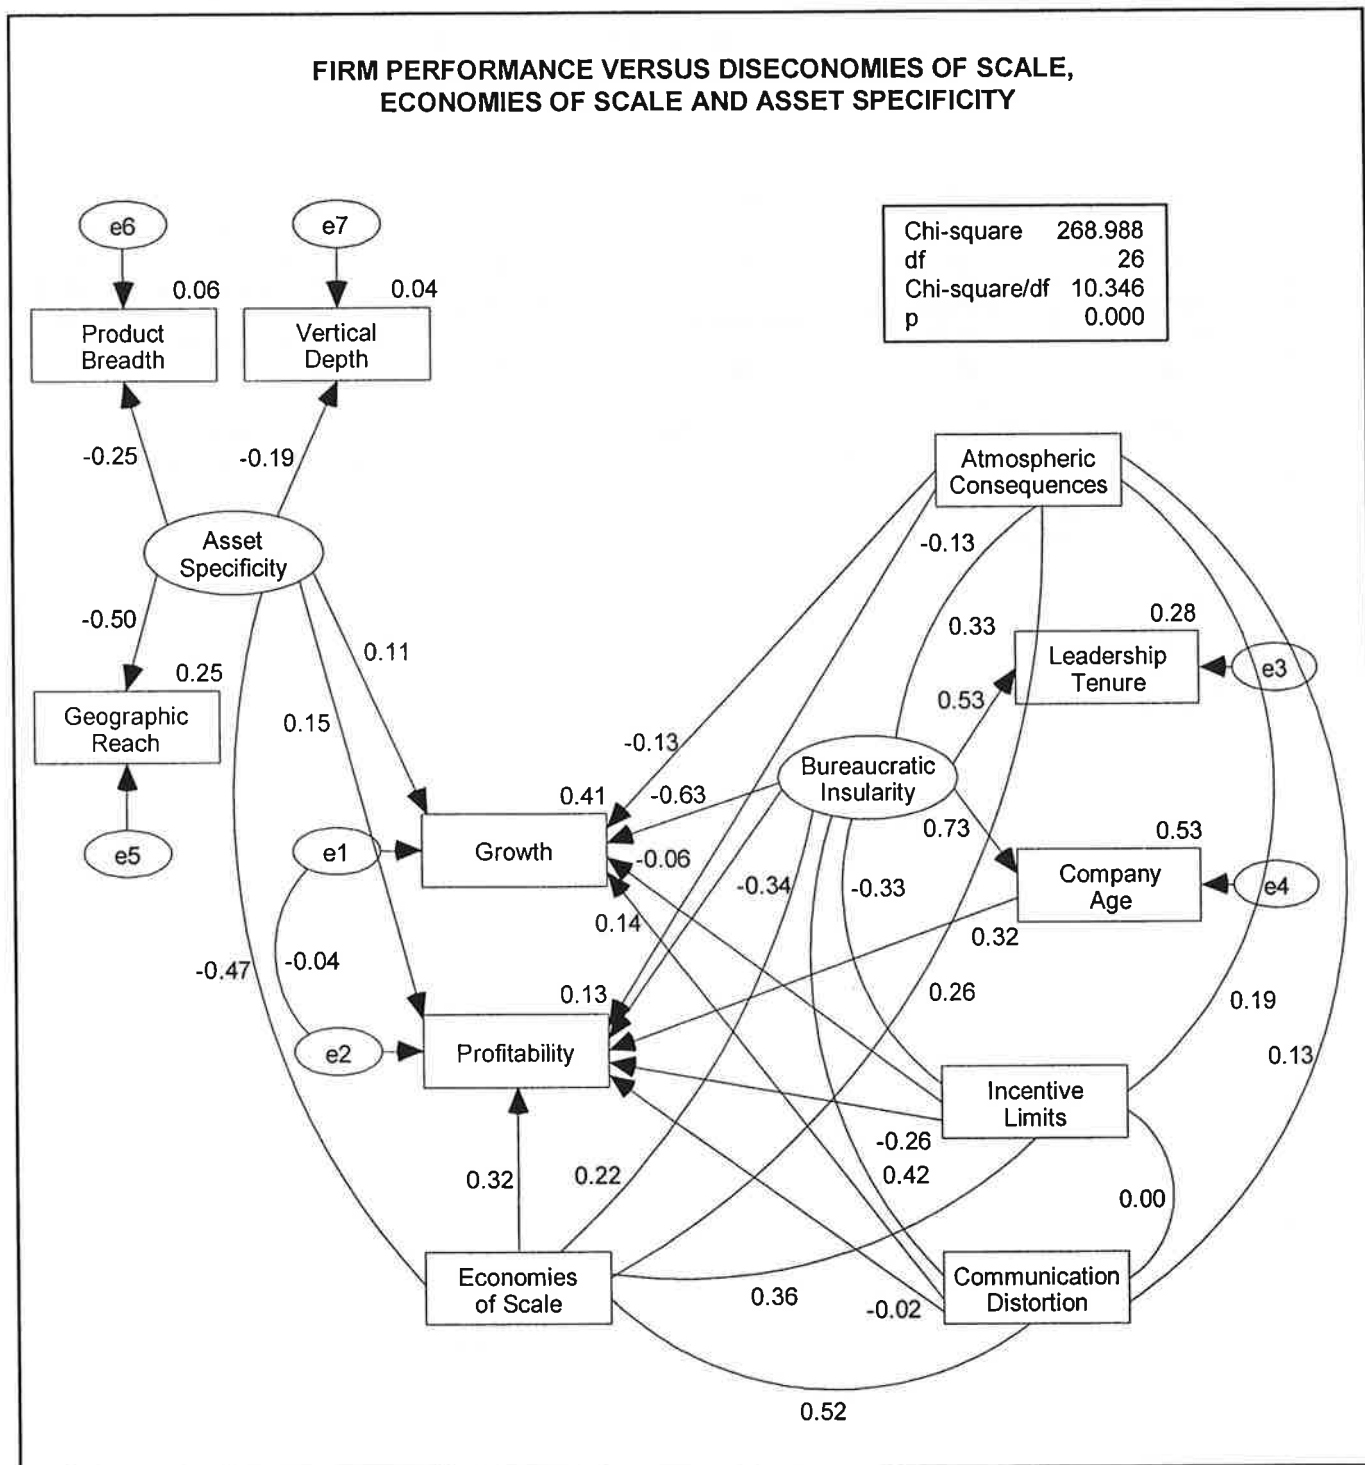 FIRM PERFORMANCE VERSUS DISECONOMIES OF SCALE,
ECONOMIES OF SCALE AND ASSET SPECIFICITY
e6
e7
Chi-square 268.988
df 26
Chi-square/df 10.346
p 0.000
0.06
0.04
Product
Breadth
Vertical
Depth
-0.25
-0.19
Atmospheric
Consequences
Asset
Specificity
-0.13
-0.50
0.33
0.28
0.11
0.25
Leadership
Tenure
e3
Geographic
Reach
0.15
0.53
-0.13
Bureaucratic
Insularity
0.41
-0.63
0.73
0.53
e5
e1
Growth
-0.06
-0.34
-0.33
Company
Age
e4
0.14
0.32
-0.47
-0.04
0.13
0.26
0.19
e2
Profitability
0.13
Incentive
Limits
-0.26
0.32
0.22
0.42
0.00
Economies
of Scale
0.36
-0.02
Communication
Distortion
0.52